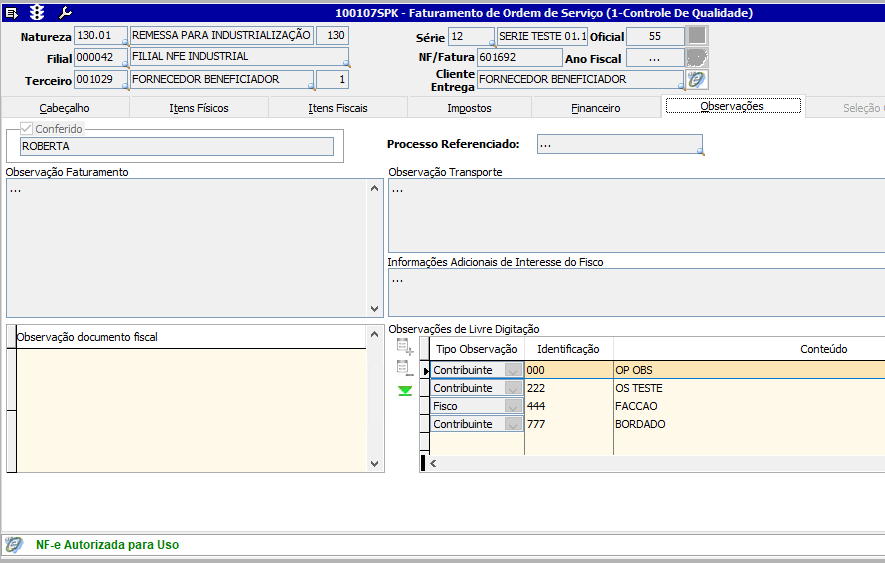 100107SPK - Faturamento de Ordem de Serviço (1-Controle De Qualidade)
Natureza 130.01 REMESSA PARA INDUSTRIALIZAÇÃO 130 Série 12 SERIE TESTE 01.1 Oficial 55
Filial 000042 FILIAL NFE INDUSTRIAL NF/Fatura 601692 Ano Fiscal ...
Terceiro 001029 FORNECEDOR BENEFICIADOR 1 Cliente Entrega FORNECEDOR BENEFICIADOR
Cabeçalho Itens Físicos Itens Fiscais Impostos Financeiro Observações Seleção
Conferido
ROBERTA
Processo Referenciado: ...
Observação Faturamento
...
Observação Transporte
...
Informações Adicionais de Interesse do Fisco
...
Observação documento fiscal
Observações de Livre Digitação
Tipo Observação Identificação Conteúdo
Contribuinte 000 OP OBS
Contribuinte 222 OS TESTE
Fisco 444 FACCAO
Contribuinte 777 BORDADO
NF-e Autorizada para Uso